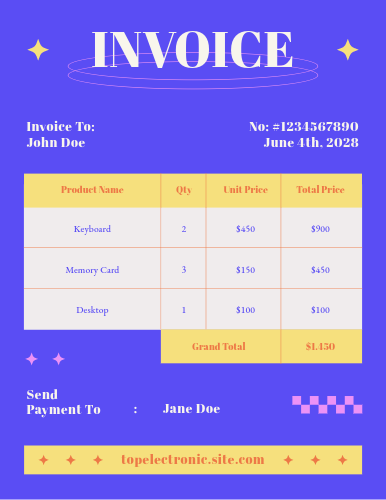 INVOICE
Invoice To:
John Doe
No: #1234567890
June 4th, 2028
Product Name Qty Unit Price Total Price
Keyboard 2 $450 $900
Memory Card 3 $150 $450
Desktop 1 $100 $100
Grand Total $1.450
Send
Payment To : Jane Doe
topelectronic.site.com